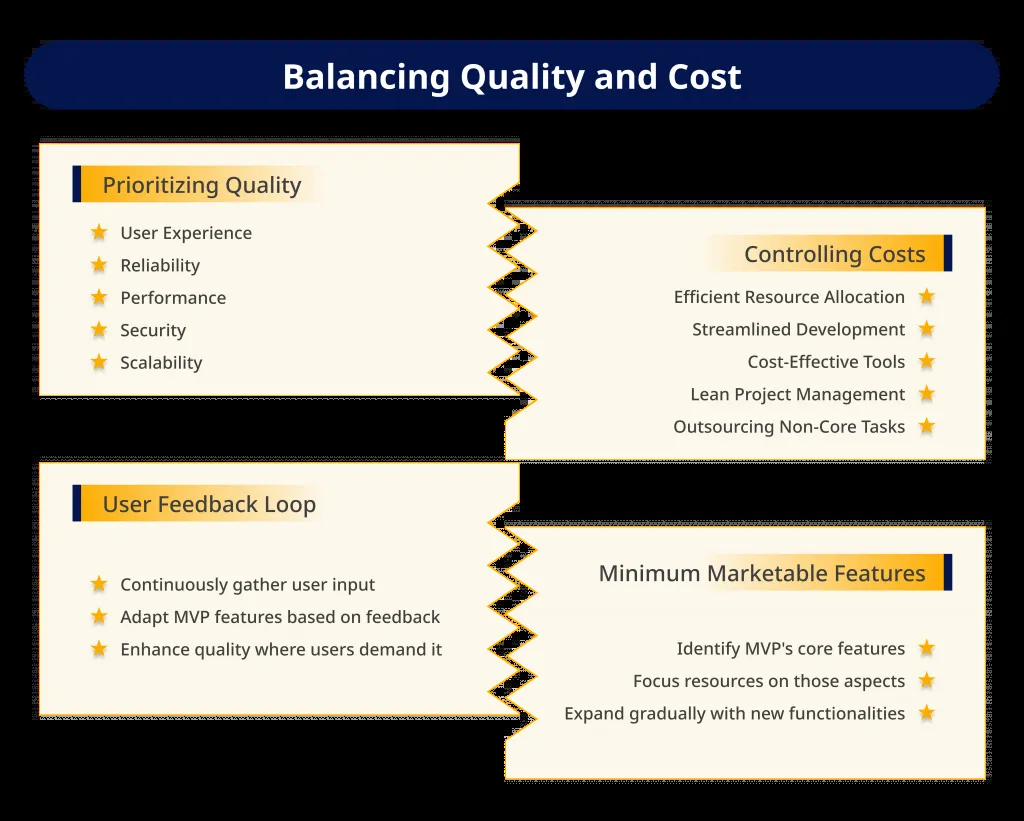 Balancing Quality and Cost
Prioritizing Quality
User Experience
Reliability
Performance
Security
Scalability
Controlling Costs
Efficient Resource Allocation
Streamlined Development
Cost-Effective Tools
Lean Project Management
Outsourcing Non-Core Tasks
User Feedback Loop
Continuously gather user input
Adapt MVP features based on feedback
Enhance quality where users demand it
Minimum Marketable Features
Identify MVP's core features
Focus resources on those aspects
Expand gradually with new functionalities